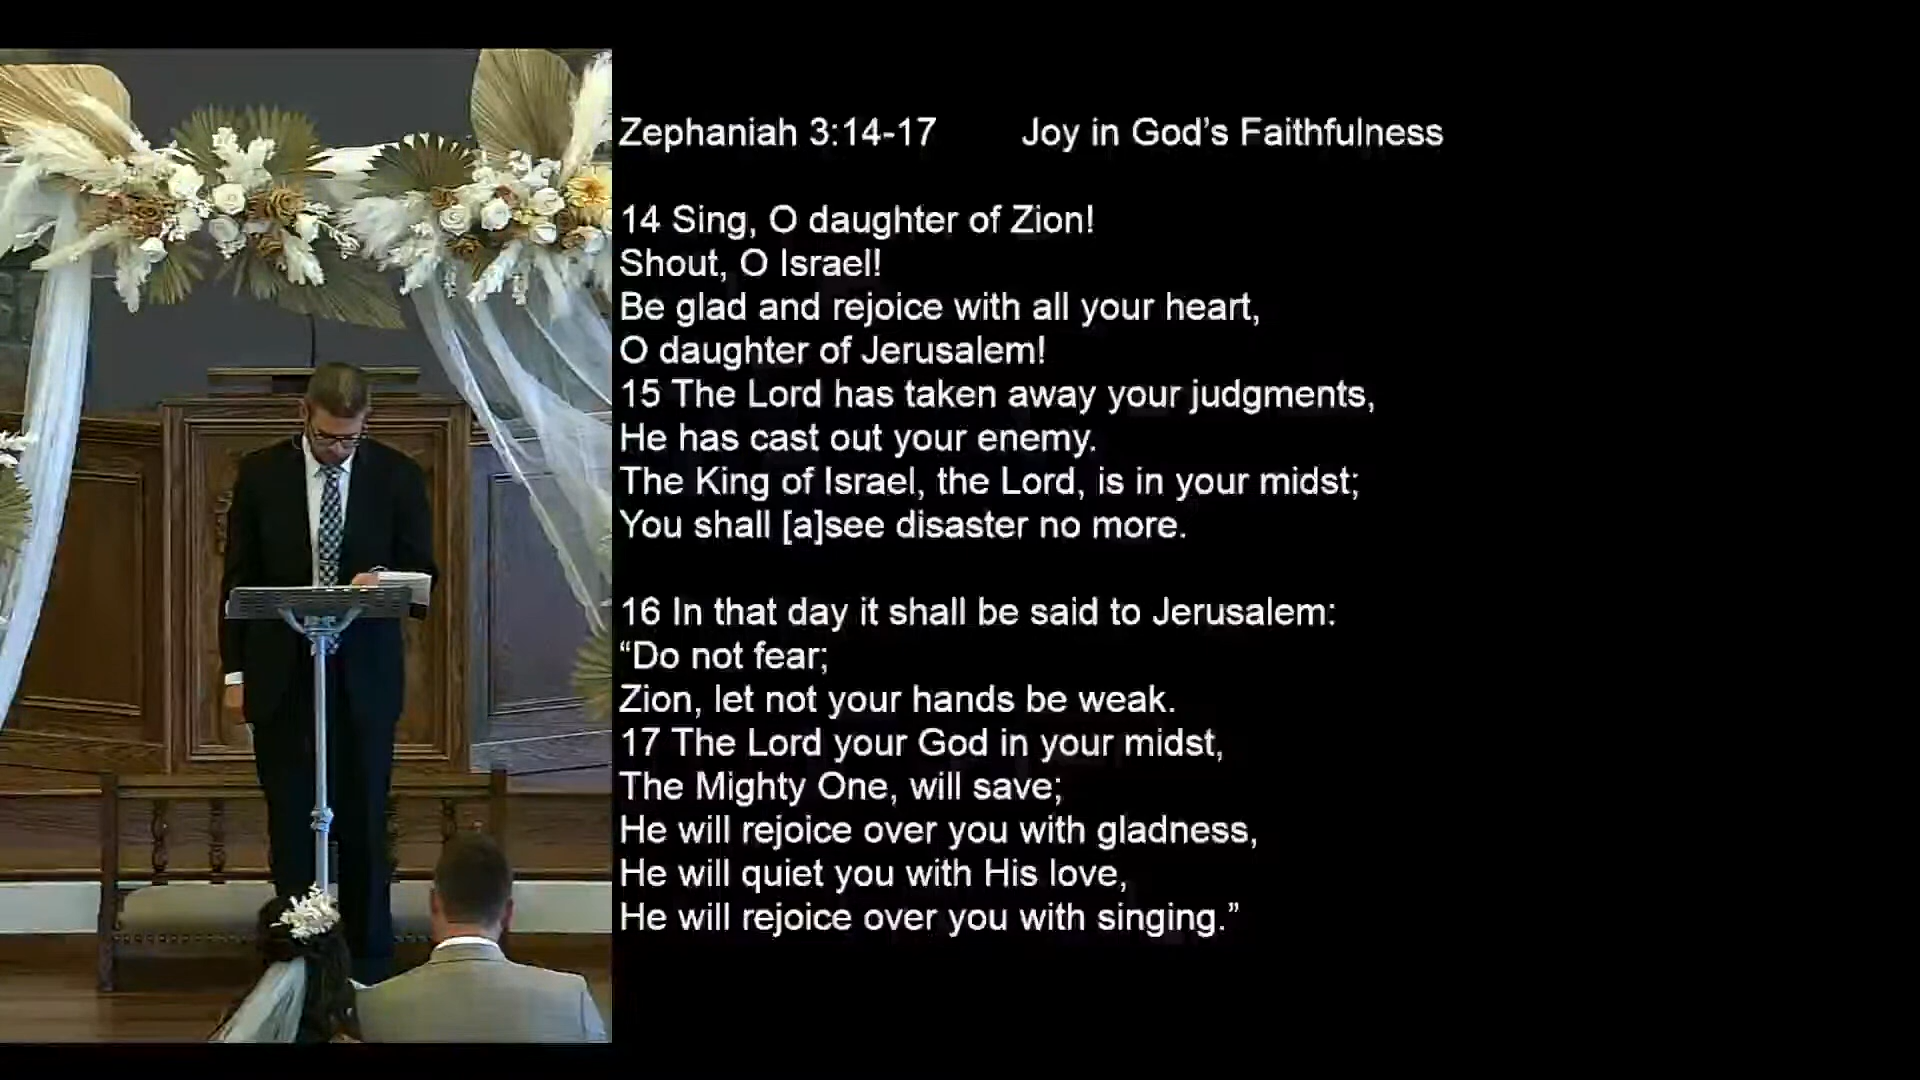 Zephaniah 3:14-17 Joy in God’s Faithfulness
14 Sing, O daughter of Zion!
Shout, O Israel!
Be glad and rejoice with all your heart,
O daughter of Jerusalem!
15 The Lord has taken away your judgments,
He has cast out your enemy.
The King of Israel, the Lord, is in your midst;
You shall [a]see disaster no more.
16 In that day it shall be said to Jerusalem:
“Do not fear;
Zion, let not your hands be weak.
17 The Lord your God in your midst,
The Mighty One, will save;
He will rejoice over you with gladness,
He will quiet you with His love,
He will rejoice over you with singing.”